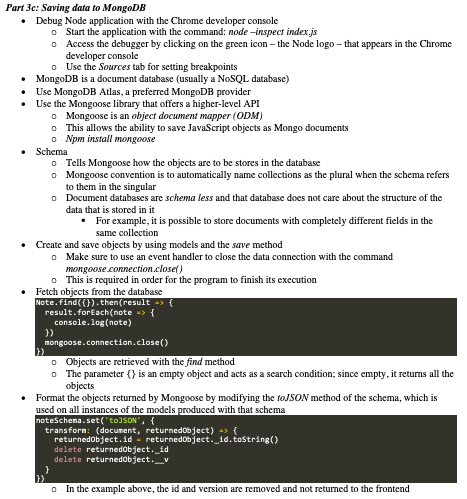 Part 3c: Saving data to MongoDB
• Debug Node application with the Chrome developer console
o Start the application with the command: node –inspect index.js
o Access the debugger by clicking on the green icon – the Node logo – that appears in the Chrome
developer console
o Use the Sources tab for setting breakpoints
• MongoDB is a document database (usually a NoSQL database)
• Use MongoDB Atlas, a preferred MongoDB provider
• Use the Mongoose library that offers a higher-level API
o Mongoose is an object document mapper (ODM)
o This allows the ability to save JavaScript objects as Mongo documents
o Npm install mongoose
• Schema
o Tells Mongoose how the objects are to be stores in the database
o Mongoose convention is to automatically name collections as the plural when the schema refers
to them in the singular
o Document databases are schema less and that database does not care about the structure of the
data that is stored in it
▪ For example, it is possible to store documents with completely different fields in the
same collection
• Create and save objects by using models and the save method
o Make sure to use an event handler to close the data connection with the command
mongoose.connection.close()
o This is required in order for the program to finish its execution
• Fetch objects from the database
Note.find({}).then(result => {
result.forEach(note => {
console.log(note)
})
mongoose.connection.close()
})
o Objects are retrieved with the find method
o The parameter {} is an empty object and acts as a search condition; since empty, it returns all the
objects
• Format the objects returned by Mongoose by modifying the toJSON method of the schema, which is
used on all instances of the models produced with that schema
noteSchema.set('toJSON', {
transform: (document, returnedObject) => {
returnedObject.id = returnedObject._id.toString()
delete returnedObject._id
delete returnedObject.__v
}
})
o In the example above, the id and version are removed and not returned to the frontend